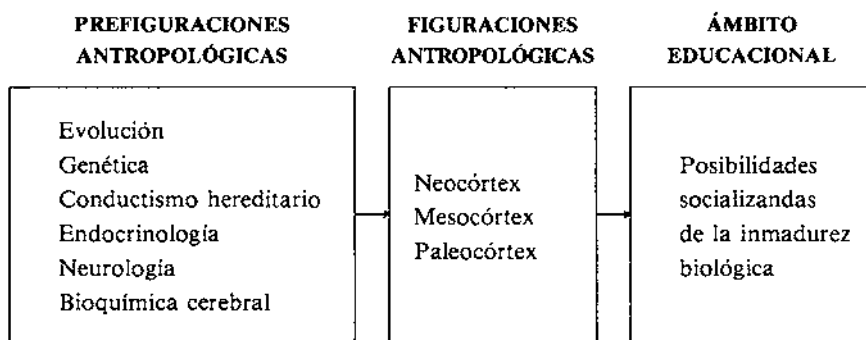 PREFIGURACIONES
ANTROPOLÓGICAS
Evolución
Genética
Conductismo hereditario
Endocrinología
Neurología
Bioquímica cerebral
FIGURACIONES
ANTROPOLÓGICAS
Neocórtex
Mesocórtex
Paleocórtex
ÁMBITO
EDUCACIONAL
Posibilidades
socializandas
de la inmadurez
biológica